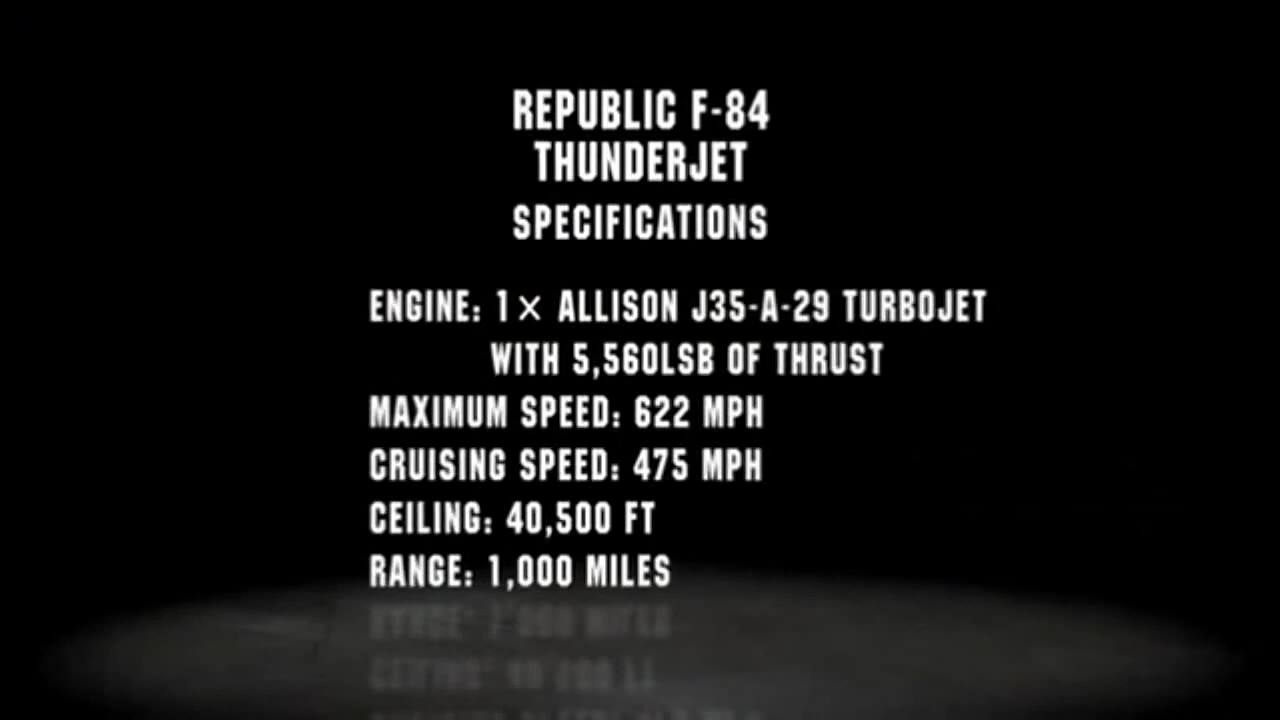 REPUBLIC F-84
THUNDERJET
SPECIFICATIONS
ENGINE: 1× ALLISON J35-A-29 TURBOJET
WITH 5,560LSB OF THRUST
MAXIMUM SPEED: 622 MPH
CRUISING SPEED: 475 MPH
CEILING: 40,500 FT
RANGE: 1,000 MILES